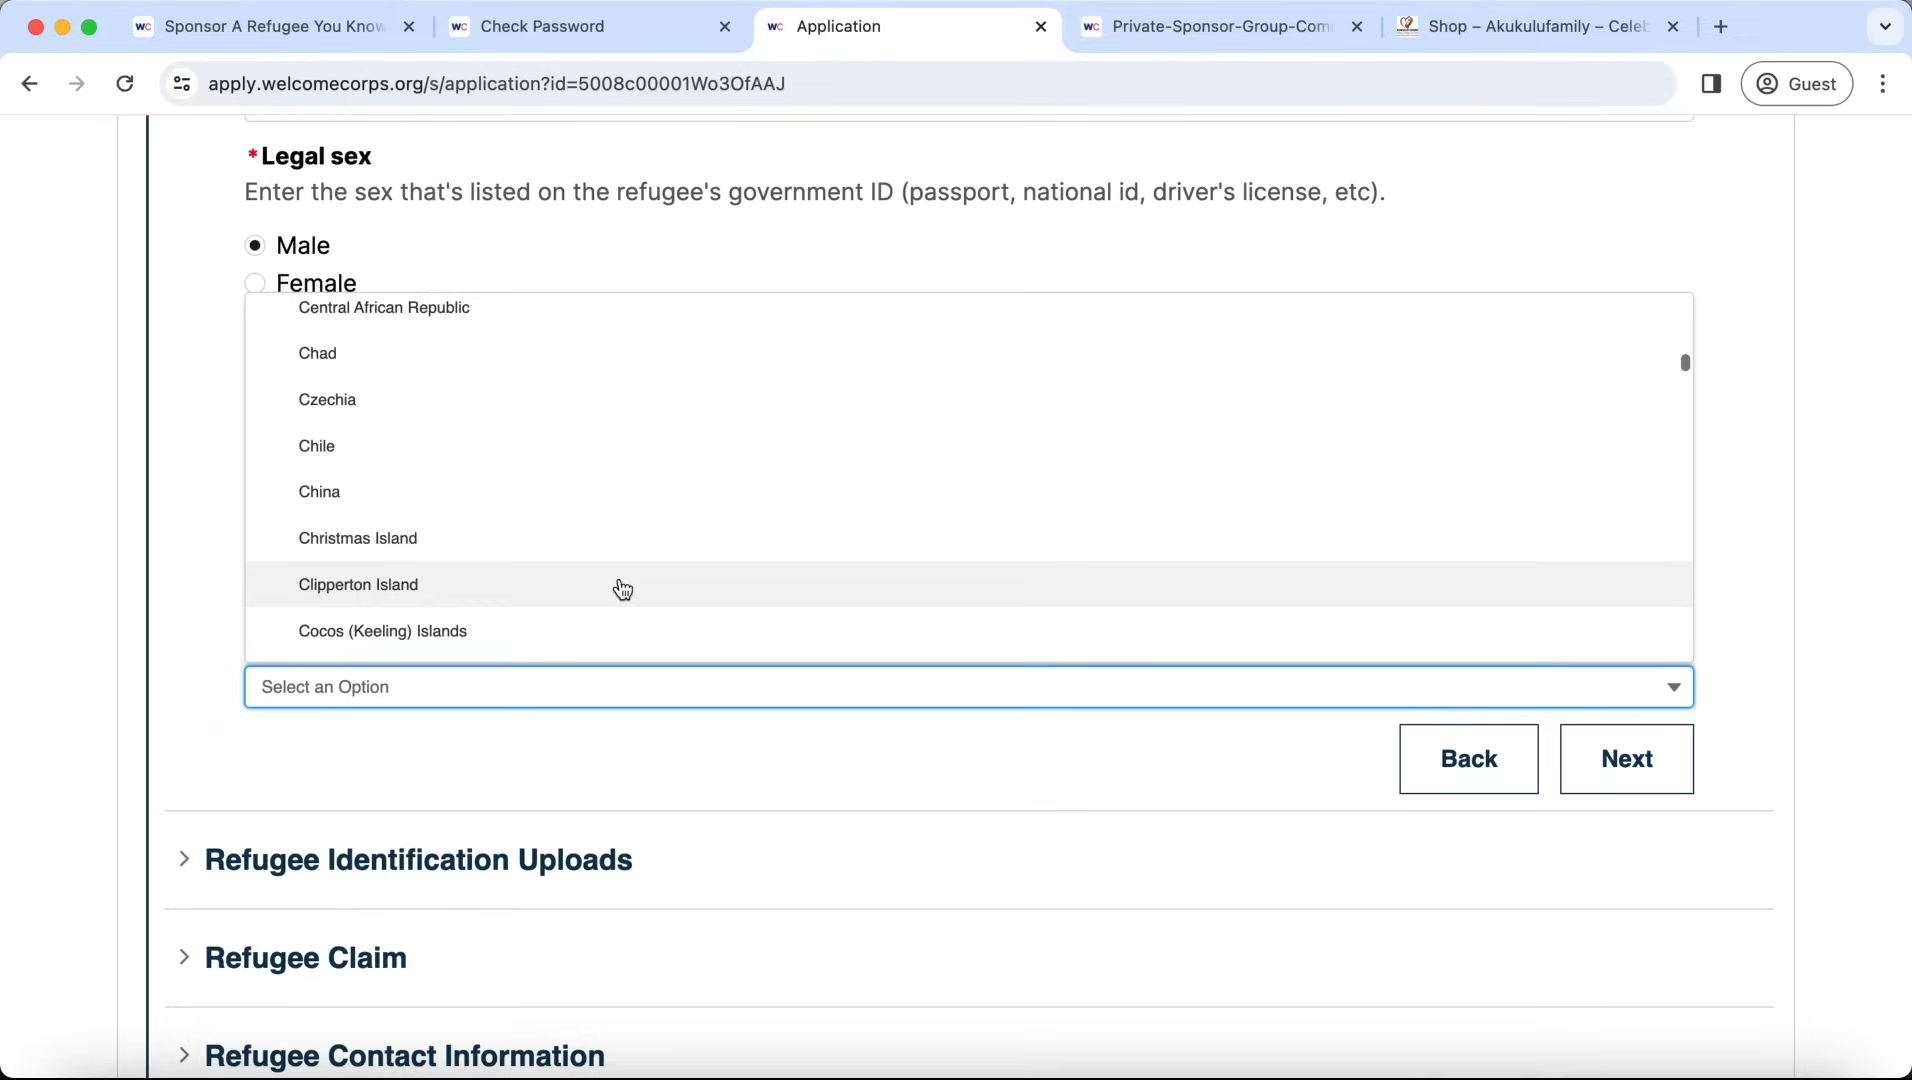 Sponsor A Refugee You Know
Check Password
Application
Private-Sponsor-Group-Com
Shop – Akukulufamily – Celeb
apply.welcomecorps.org/s/application?id=5008c00001Wo3OfAAJ
Guest
*Legal sex
Enter the sex that's listed on the refugee's government ID (passport, national id, driver's license, etc).
Male
Female
Central African Republic
Chad
Czechia
Chile
China
Christmas Island
Clipperton Island
Cocos (Keeling) Islands
Select an Option
Back
Next
Refugee Identification Uploads
Refugee Claim
Refugee Contact Information